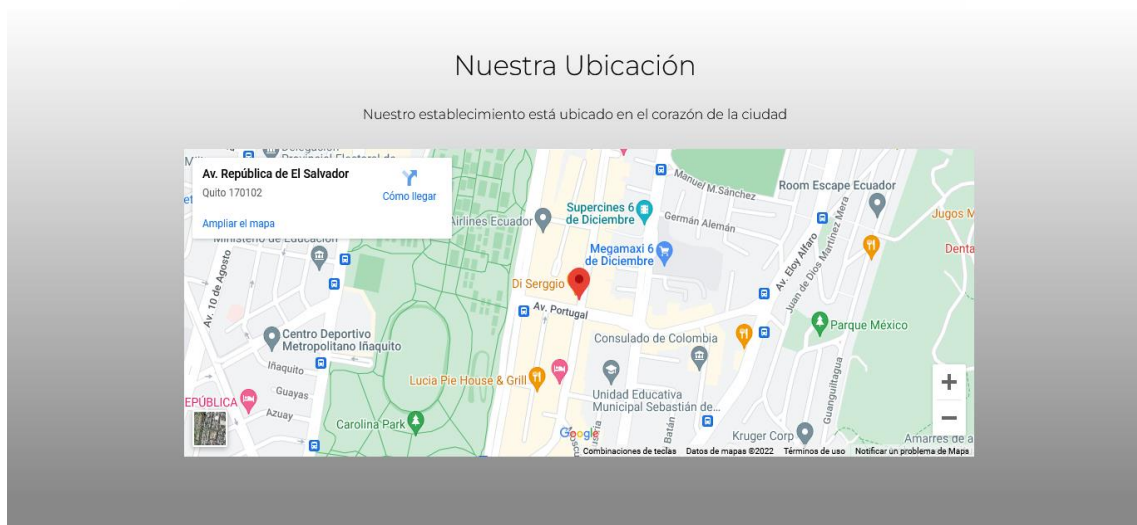 Nuestra Ubicación
Nuestro establecimiento está ubicado en el corazón de la ciudad
Av. República de El Salvador
Quito 170102
Cómo llegar
Ampliar el mapa
Ministerio de Educación
Airlines Ecuador
Supercines 6
de Diciembre
Manuel M.Sánchez
Germán Alemán
Room Escape Ecuador
Jugos
Denta
Megamaxi 6
de Diciembre
Di Serggio
Av. Portugal
Av. Eloy Alfaro
Juan de Dios Martínez Mera
Av. 10 de Agosto
Centro Deportivo
Metropolitano Iñaquito
Iñaquito
Guayas
Azuay
EPÚBLICA
Carolina Park
Lucia Pie House & Grill
Consulado de Colombia
Parque México
Unidad Educativa
Municipal Sebastián de...
Batán
Guanguiltagua
Kruger Corp
Amarres de a
Google
Combinaciones de teclas
Datos de mapas ©2022
Términos de uso
Notificar un problema de Maps